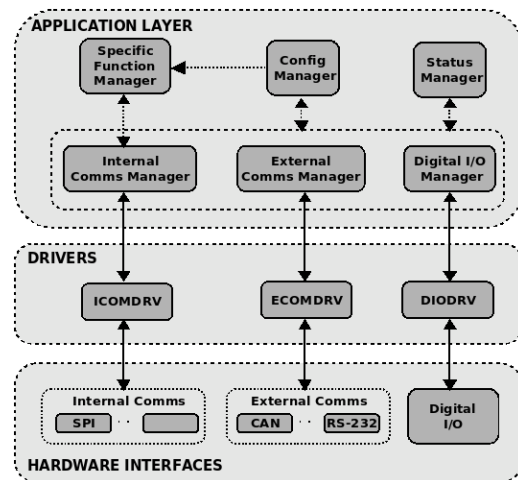 APPLICATION LAYER
Specific
Function
Manager
Config
Manager
Status
Manager
Internal
Comms Manager
External
Comms Manager
Digital I/O
Manager
DRIVERS
ICOMDRV
ECOMDRV
DIODRV
Internal Comms
SPI
External Comms
CAN
RS-232
Digital
I/O
HARDWARE INTERFACES